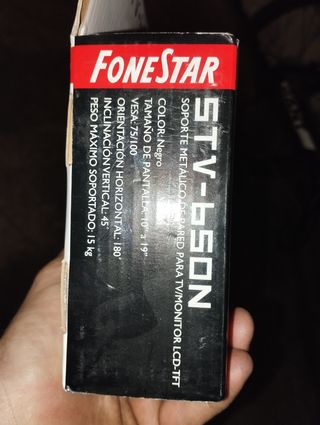 FONESTAR
STV-650N
SOPORTE METÁLICO DE PARED PARA TV/MONITOR LCD-TFT
COLOR: Negro
TAMAÑO DE PANTALLA: 10" a 19"
VESA: 75/100
ORIENTACIÓN HORIZONTAL: 180°
INCLINACIÓN VERTICAL: 45°
PESO MÁXIMO SOPORTADO: 15 kg